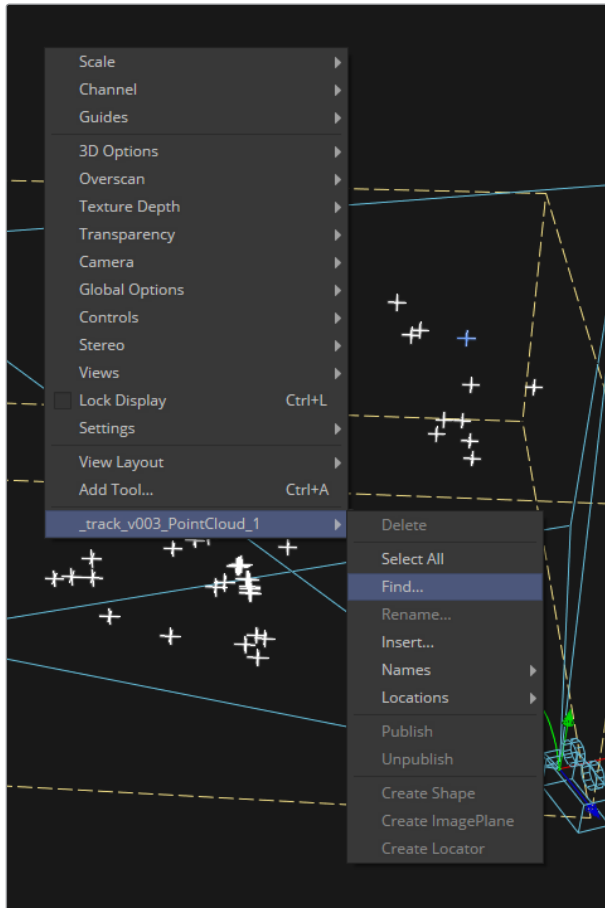 Scale
Channel
Guides
3D Options
Overscan
Texture Depth
Transparency
Camera
Global Options
Controls
Stereo
Views
Lock Display Ctrl+L
Settings
View Layout
Add Tool... Ctrl+A
_track_v003_PointCloud_1
Delete
Select All
Find...
Rename...
Insert...
Names
Locations
Publish
Unpublish
Create Shape
Create ImagePlane
Create Locator